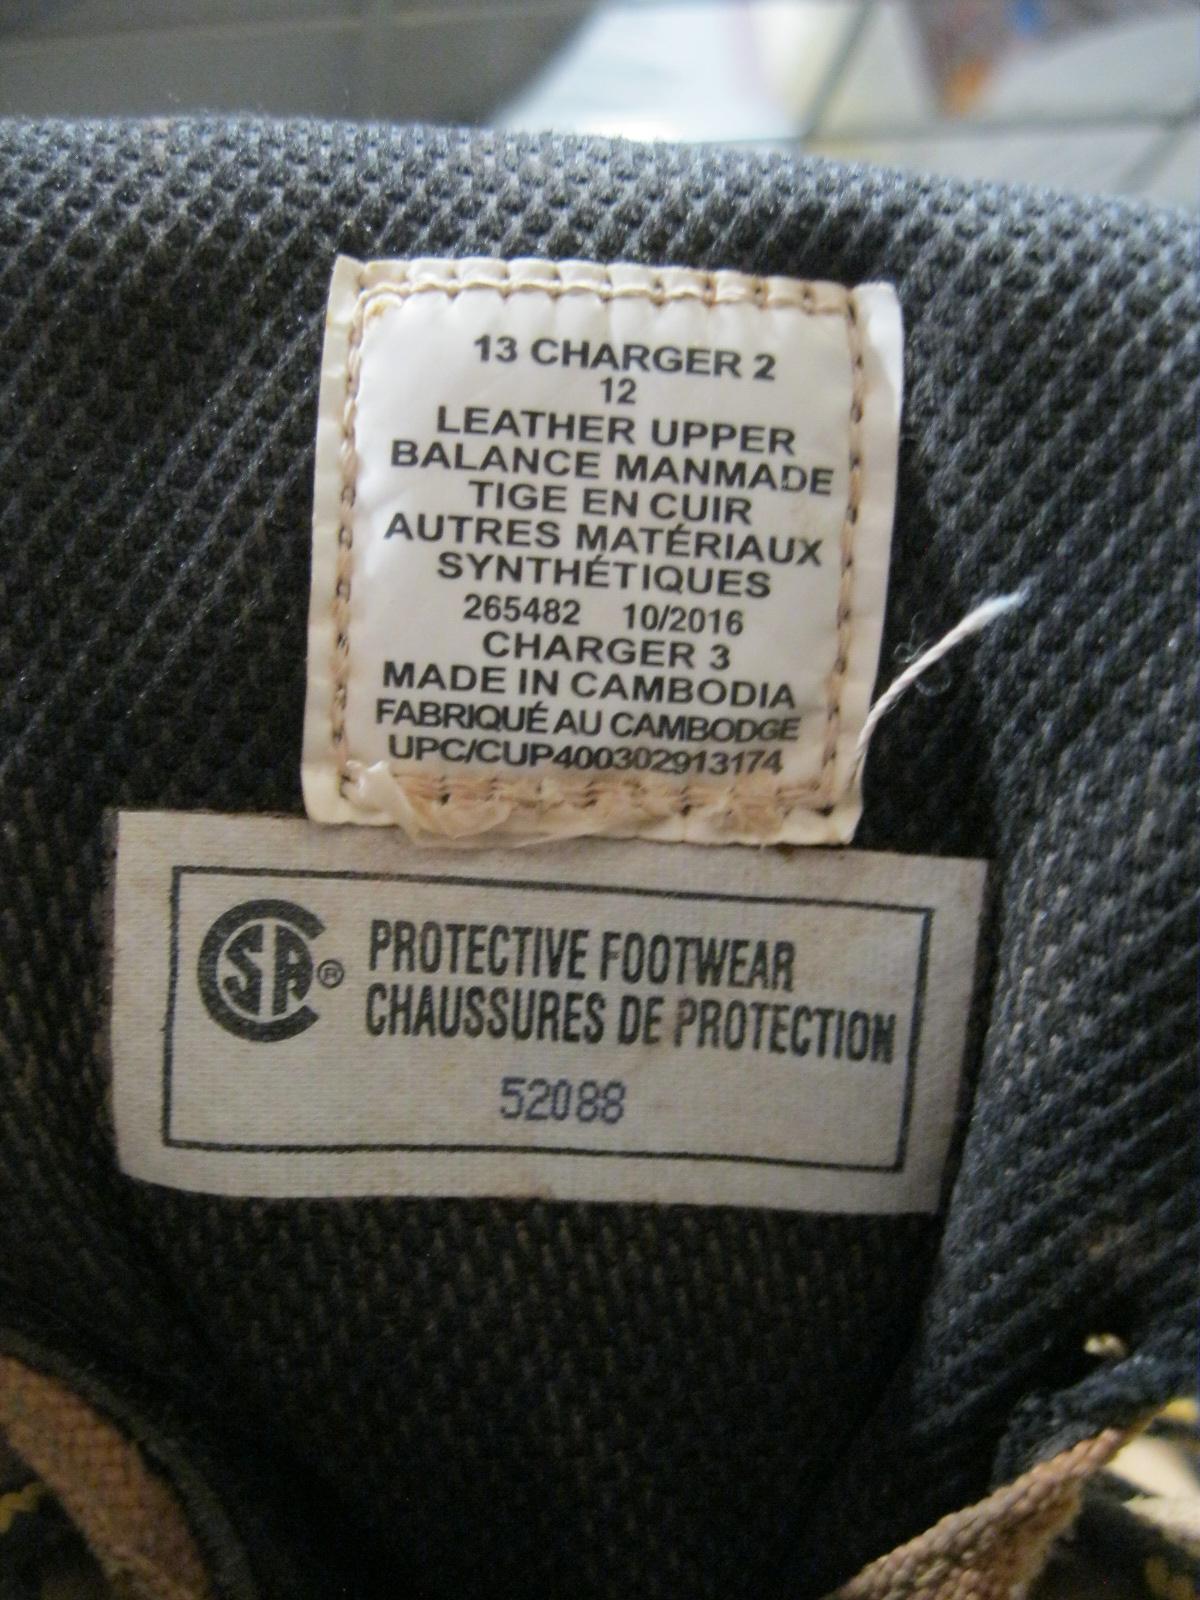 13 CHARGER 2
12
LEATHER UPPER
BALANCE MANMADE
TIGE EN CUIR
AUTRES MATÉRIAUX
SYNTHÉTIQUES
265482 10/2016
CHARGER 3
MADE IN CAMBODIA
FABRIQUÉ AU CAMBODGE
UPC/CUP400302913174
CSA® PROTECTIVE FOOTWEAR
CHAUSSURES DE PROTECTION
52088